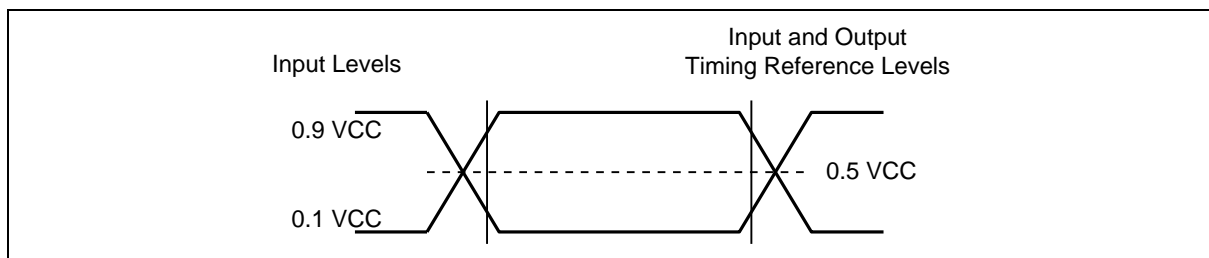 Input Levels
Input and Output
Timing Reference Levels
0.9 VCC
0.5 VCC
0.1 VCC